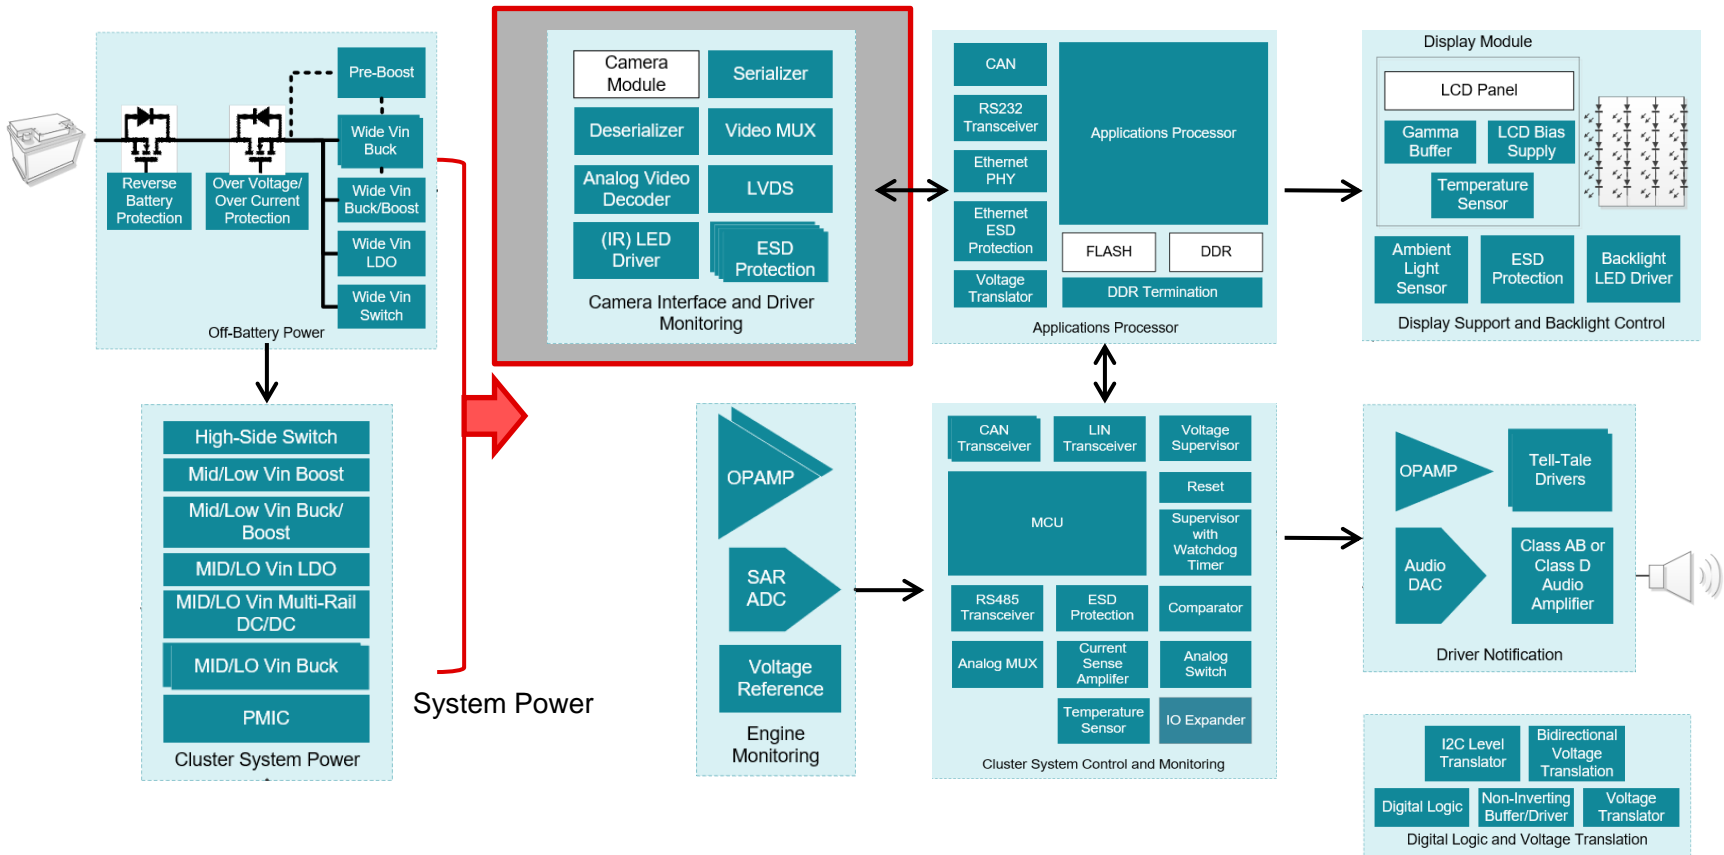 Pre-Boost
Wide Vin
Buck
Reverse
Battery
Protection
Over Voltage/
Over Current
Protection
Wide Vin
Buck/Boost
Wide Vin
LDO
Wide Vin
Switch
Off-Battery Power
High-Side Switch
Mid/Low Vin Boost
Mid/Low Vin Buck/
Boost
MID/LO Vin LDO
MID/LO Vin Multi-Rail
DC/DC
MID/LO Vin Buck
PMIC
Cluster System Power
System Power
Camera
Module
Serializer
Deserializer
Video MUX
Analog Video
Decoder
LVDS
(IR) LED
Driver
ESD
Protection
Camera Interface and Driver
Monitoring
OPAMP
SAR
ADC
Voltage
Reference
Engine
Monitoring
CAN
RS232
Transceiver
Ethernet
PHY
Ethernet
ESD
Protection
Voltage
Translator
Applications Processor
FLASH
DDR
DDR Termination
Applications Processor
CAN
Transceiver
LIN
Transceiver
Voltage
Supervisor
MCU
Reset
Supervisor
with
Watchdog
Timer
RS485
Transceiver
ESD
Protection
Comparator
Analog MUX
Current
Sense
Amplifer
Analog
Switch
Temperature
Sensor
IO Expander
Cluster System Control and Monitoring
Display Module
LCD Panel
Gamma
Buffer
LCD Bias
Supply
Temperature
Sensor
Ambient
Light
Sensor
ESD
Protection
Backlight
LED Driver
Display Support and Backlight Control
OPAMP
Tell-Tale
Drivers
Audio
DAC
Class AB or
Class D
Audio
Amplifier
Driver Notification
I2C Level
Translator
Bidirectional
Voltage
Translation
Digital Logic
Non-Inverting
Buffer/Driver
Voltage
Translator
Digital Logic and Voltage Translation